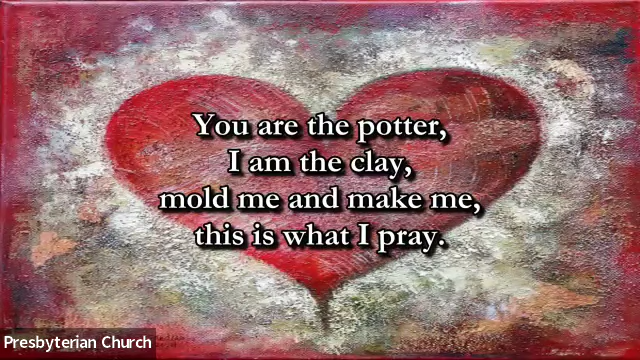 You are the potter,
I am the clay,
mold me and make me,
this is what I pray.
Presbyterian Church